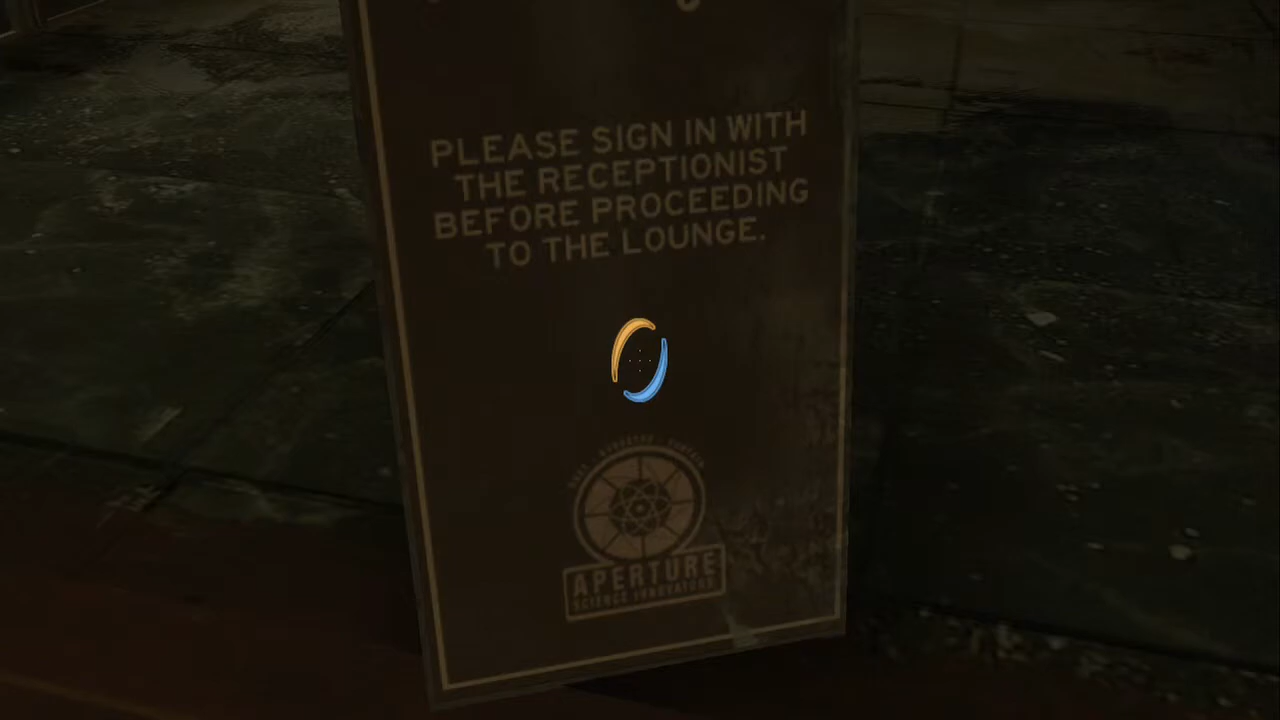 PLEASE SIGN IN WITH
THE RECEPTIONIST
BEFORE PROCEEDING
TO THE LOUNGE.
APERTURE
SCIENCE INNOVATORS